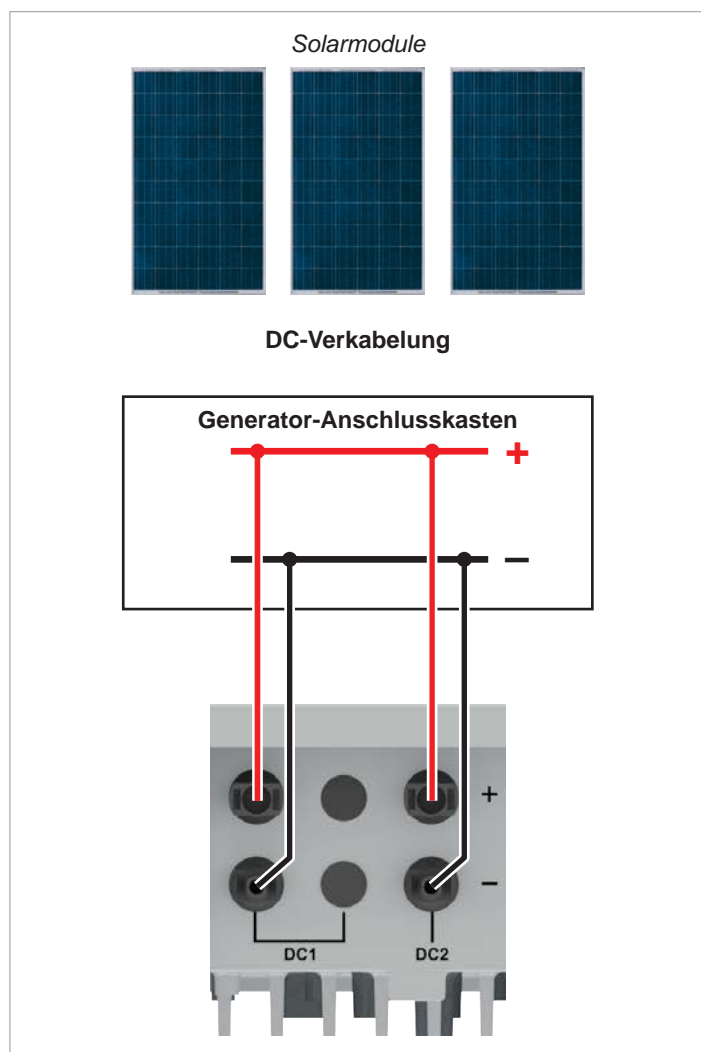 Solarmodule
DC-Verkabelung
Generator-Anschlusskasten
+
–
+
–
DC1 DC2